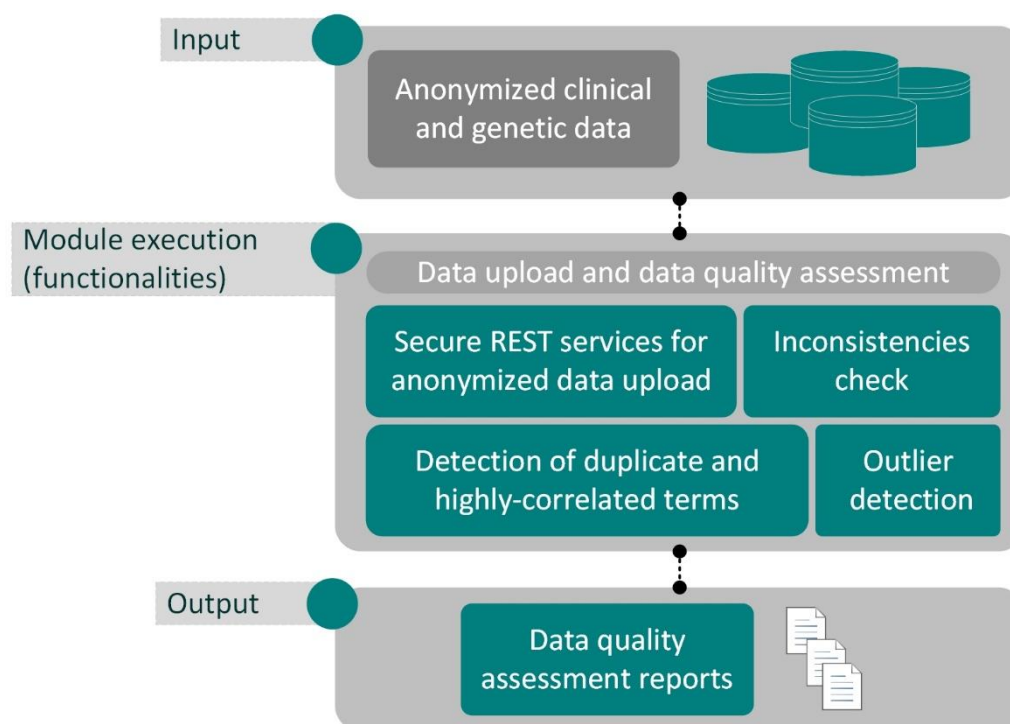 Input
Anonymized clinical
and genetic data
Module execution
(functionalities)
Data upload and data quality assessment
Secure REST services for
anonymized data upload
Inconsistencies
check
Detection of duplicate and
highly-correlated terms
Outlier
detection
Output
Data quality
assessment reports